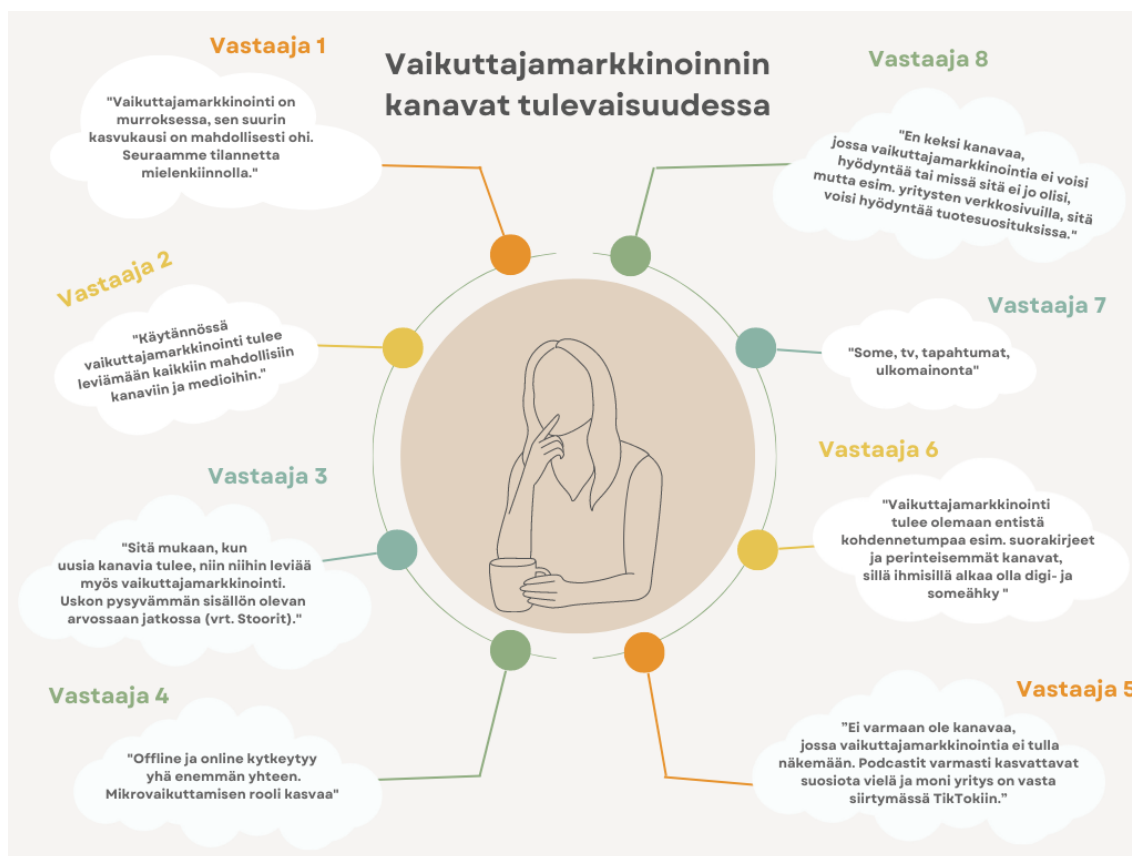 Vaikuttajamarkkinoinnin
kanavat tulevaisuudessa
Vastaaja 1
"Vaikuttajamarkkinointi on
murroksessa, sen suurin
kasvukausi on mahdollisesti ohi.
Seuraamme tilannetta
mielenkiinnolla."
Vastaaja 2
"Käytännössä
vaikuttajamarkkinointi tulee
leviämään kaikkiin mahdollisiin
kanaviin ja medioihin."
Vastaaja 3
"Sitä mukaan, kun
uusia kanavia tulee, niin niihin leviää
myös vaikuttajamarkkinointi.
Uskon pysyvämmän sisällön olevan
arvossaan jatkossa (vrt. Stoorit)."
Vastaaja 4
"Offline ja online kytkeytyy
yhä enemmän yhteen.
Mikrovaikuttamisen rooli kasvaa"
Vastaaja 5
”Ei varmaan ole kanavaa,
jossa vaikuttajamarkkinointia ei tulla
näkemään. Podcastit varmasti kasvattavat
suosiota vielä ja moni yritys on vasta
siirtymässä TikTokiin.”
Vastaaja 6
"Vaikuttajamarkkinointi
tulee olemaan entistä
kohdennetumpaa esim. suorakirjeet
ja perinteisemmät kanavat,
sillä ihmisillä alkaa olla digi- ja
someähky "
Vastaaja 7
"Some, tv, tapahtumat,
ulkomainonta"
Vastaaja 8
"En keksi kanavaa,
jossa vaikuttajamarkkinointia ei voisi
hyödyntää tai missä sitä ei jo olisi,
mutta esim. yritysten verkkosivuilla, sitä
voisi hyödyntää tuotesuosituksissa."